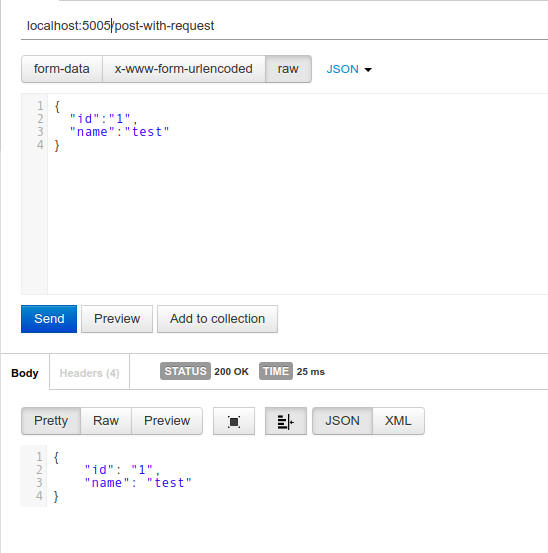 localhost:5005/post-with-request
form-data x-www-form-urlencoded raw JSON
1 {
2 "id":"1",
3 "name":"test"
4 }
Send Preview Add to collection
Body Headers (4) STATUS 200 OK TIME 25 ms
Pretty Raw Preview JSON XML
1 {
2 "id": "1",
3 "name": "test"
4 }